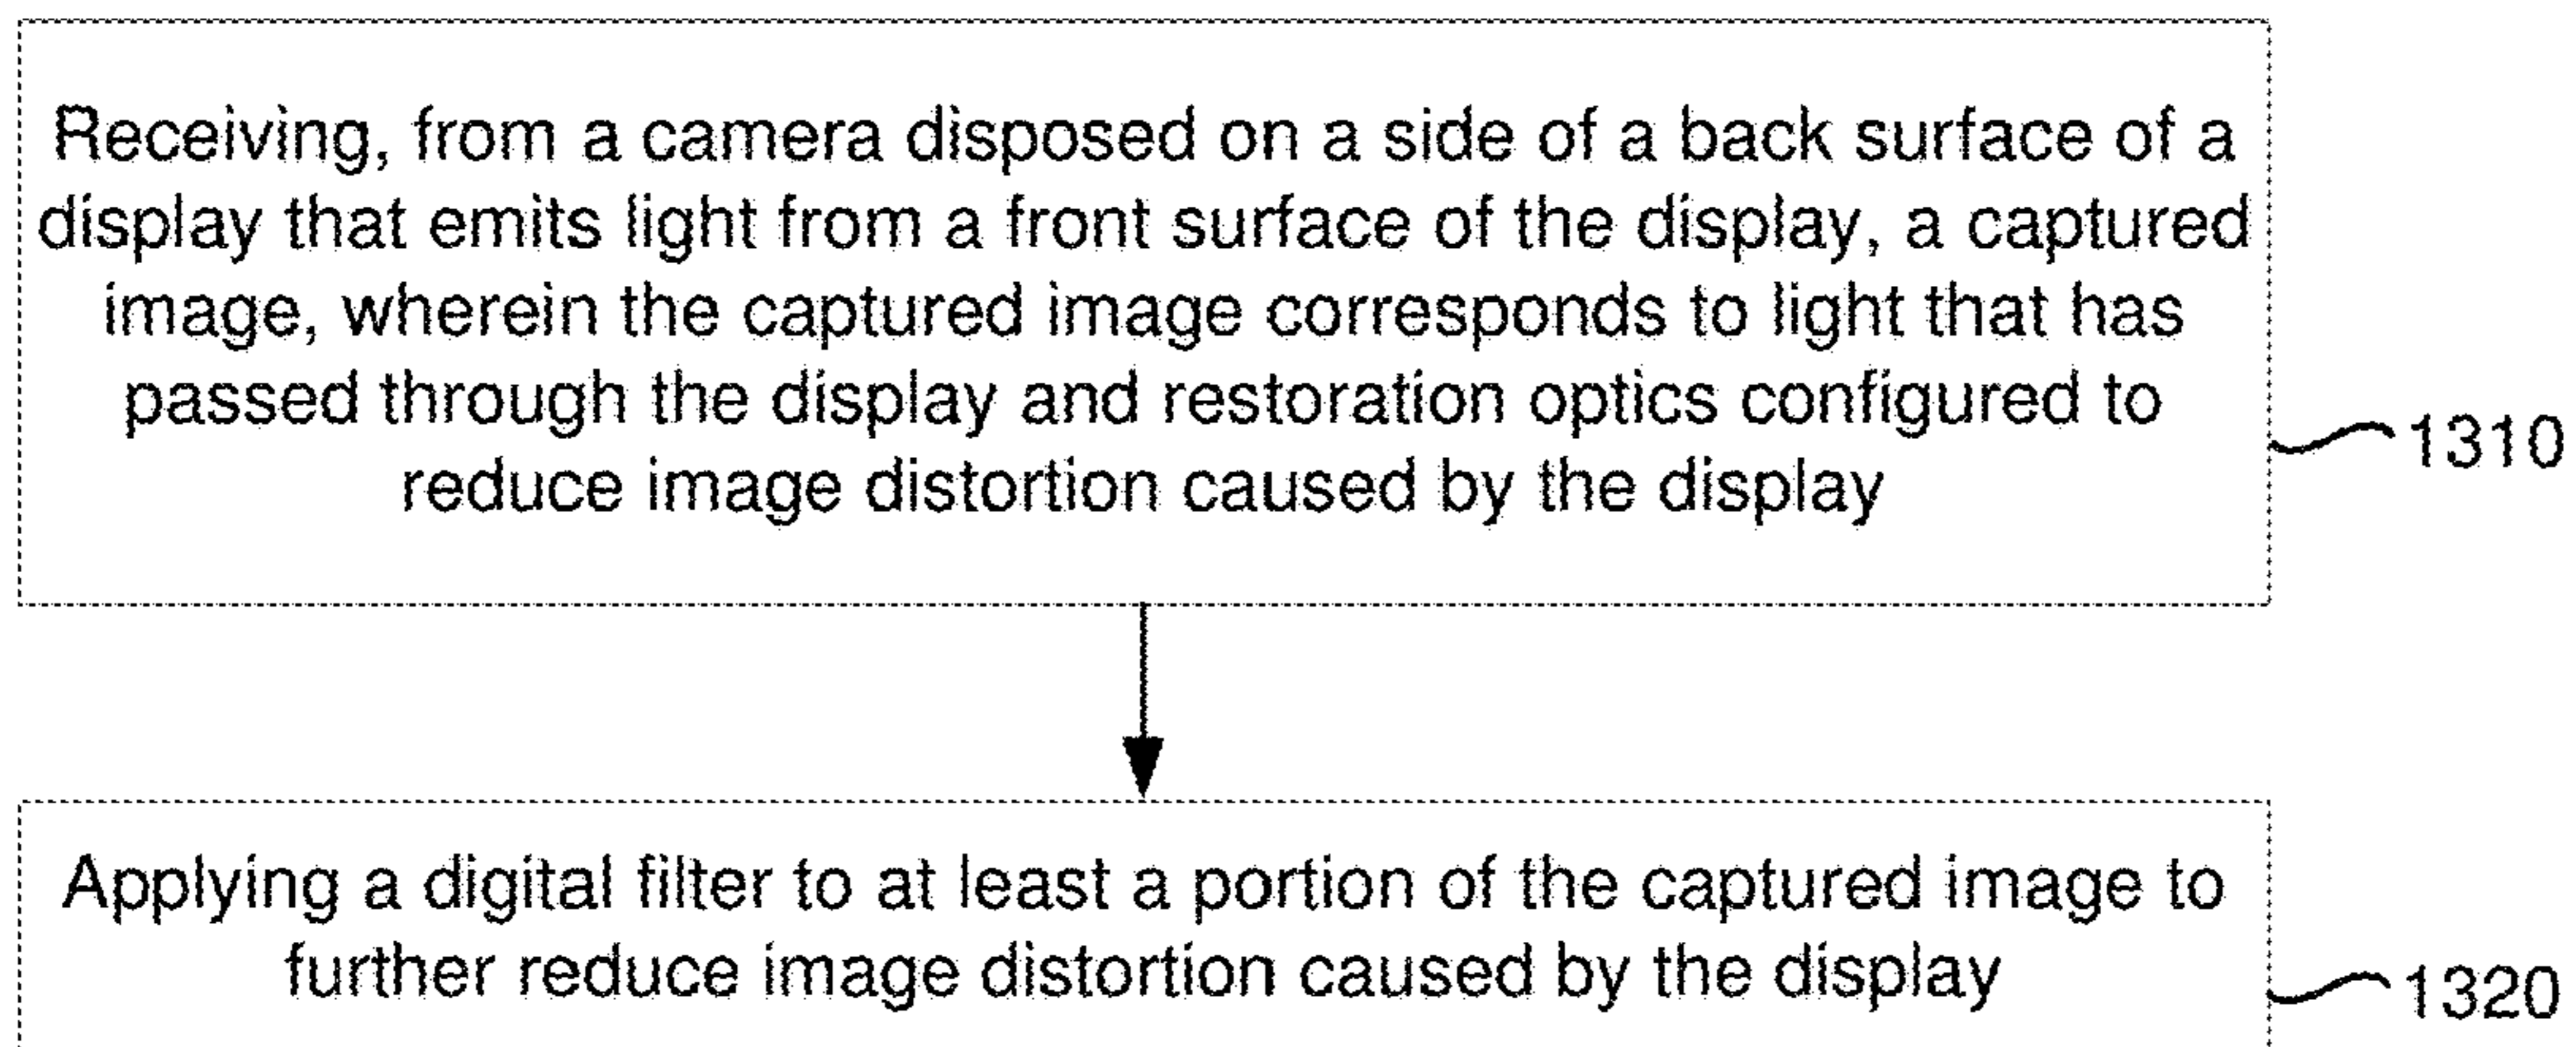 Receiving, from a camera disposed on a side of a back surface of a
display that emits light from a front surface of the display, a captured
image, wherein the captured image corresponds to light that has
passed through the display and restoration optics configured to
reduce image distortion caused by the display
1310
Applying a digital filter to at least a portion of the captured image to
further reduce image distortion caused by the display
1320